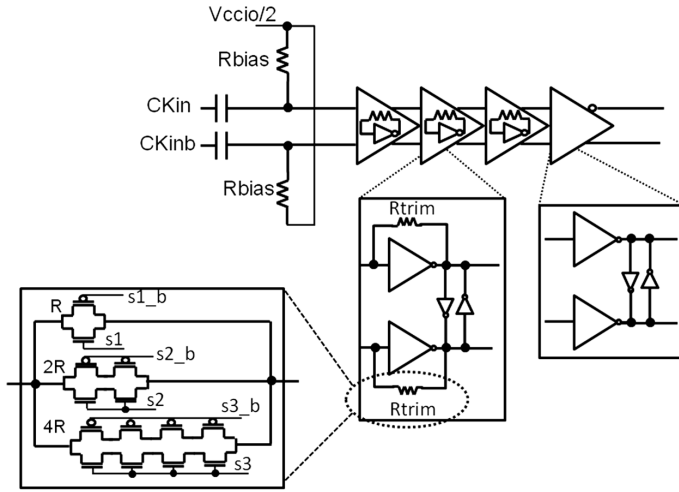 Vccio/2
Rbias
CKin
CKinb
Rbias
Rtrim
Rtrim
R
s1_b
s1
2R
s2_b
s2
4R
s3_b
s3